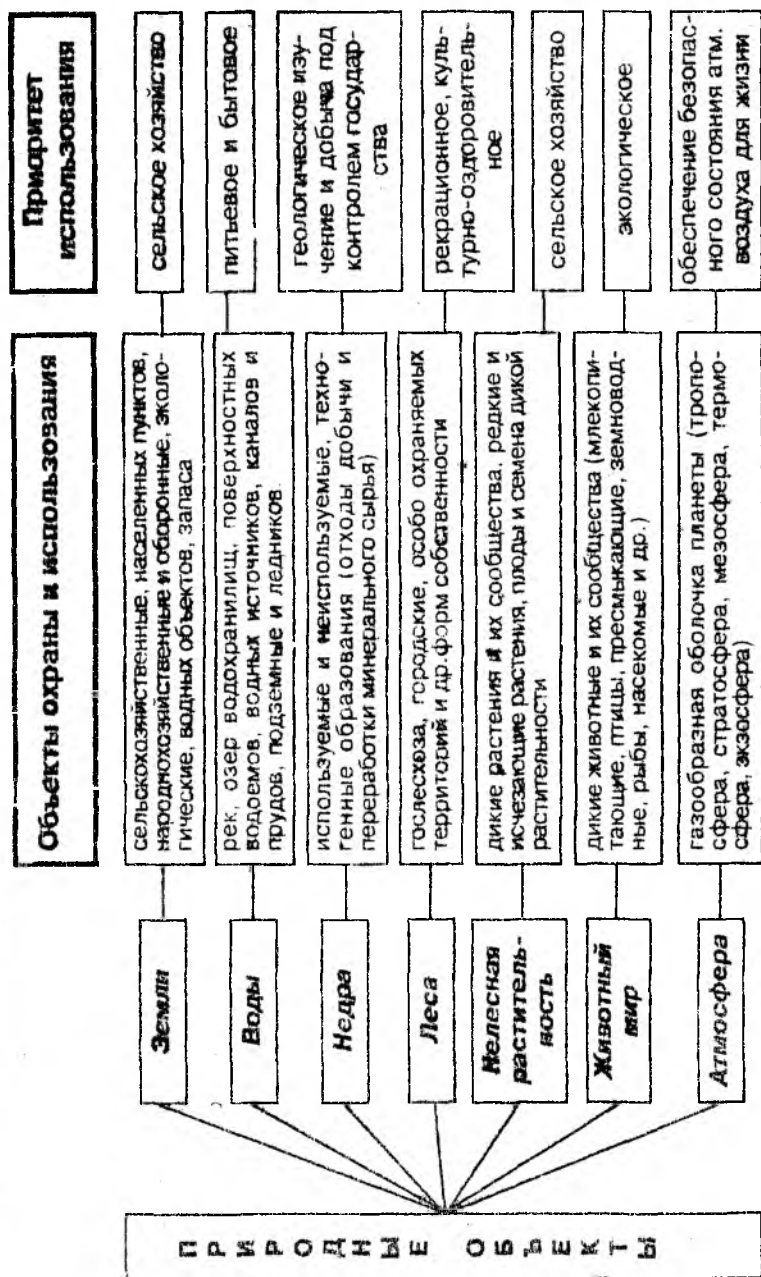 ПРИРОДНЫЕ ОБЪЕКТЫ
Объекты охраны и использования
Приоритет
использования
Земли
сельскохозяйственные, населенных пунктов,
народнохозяйственные и оборонные, эколо-
гические, водных объектов, запаса
сельское хозяйство
Воды
рек, озер водохранилищ, поверхностных
водоемов, водных источников, каналов и
прудов, подземные и ледников.
питьевое и бытовое
Недра
используемые и неиспользуемые, техно-
генные образования (отходы добычи и
переработки минерального сырья)
геологическое изу-
чение и добыча под
контролем государ-
ства
Леса
гослесхоза, городские, особо охраняемых
территорий и др.форм собственности
рекрационное, куль-
турно-оздоровитель-
ное
Нелесная
раститель-
ность
дикие растения и их сообщества, редкие и
исчезающие растения, плоды и семена дикой
растительности
сельское хозяйство
Животный
мир
дикие животные и их сообщества (млекопи-
тающие, птицы, пресмыкающие, земновод-
ные, рыбы, насекомые и др.)
экологическое
Атмосфера
газообразная оболочка планеты (тропо-
сфера, стратосфера, мезосфера, термо-
сфера, экзосфера)
обеспечение безопас-
ного состояния атм.
воздуха для жизни